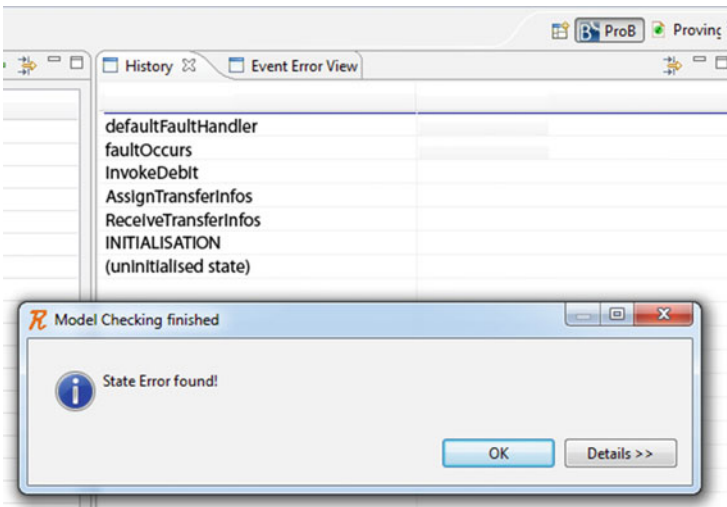 ProB
Proving
History
Event Error View
defaultFaultHandler
faultOccurs
InvokeDebit
AssignTransferInfos
ReceiveTransferInfos
INITIALISATION
(uninitialised state)
Model Checking finished
State Error found!
OK
Details >>